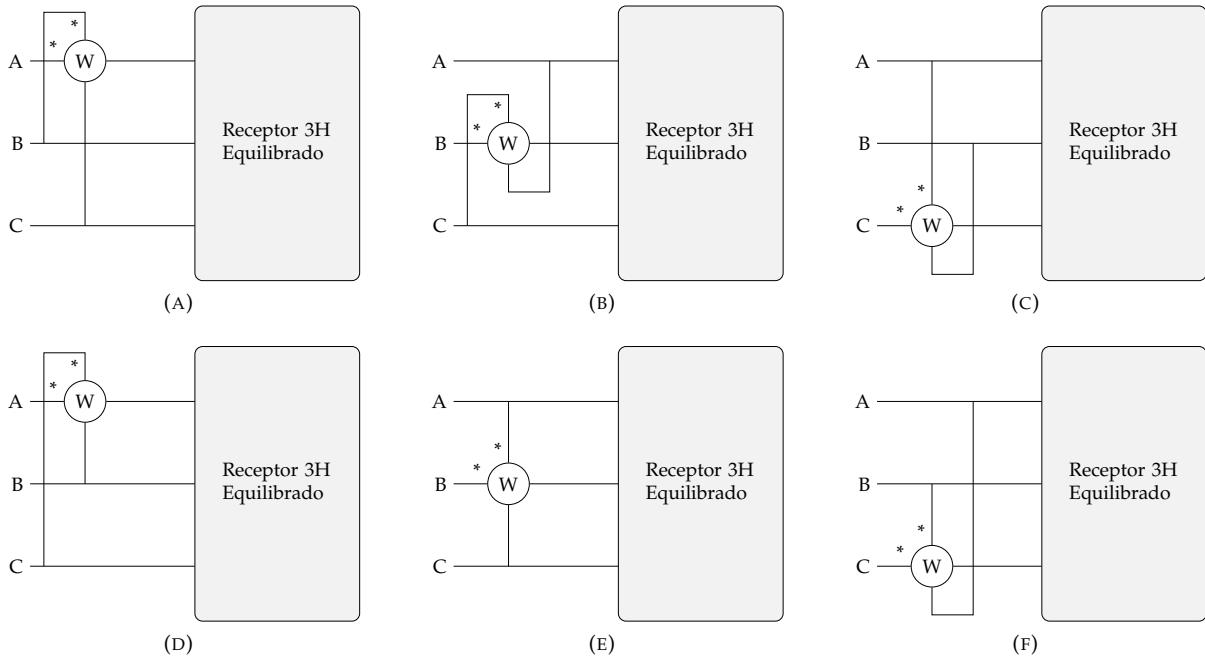 * * A W B C Receptor 3H Equilibrado
(A)
A * * B W C Receptor 3H Equilibrado
(B)
A B * * C W Receptor 3H Equilibrado
(C)
* * A W B C Receptor 3H Equilibrado
(D)
A * * B W C Receptor 3H Equilibrado
(E)
A B * * C W Receptor 3H Equilibrado
(F)